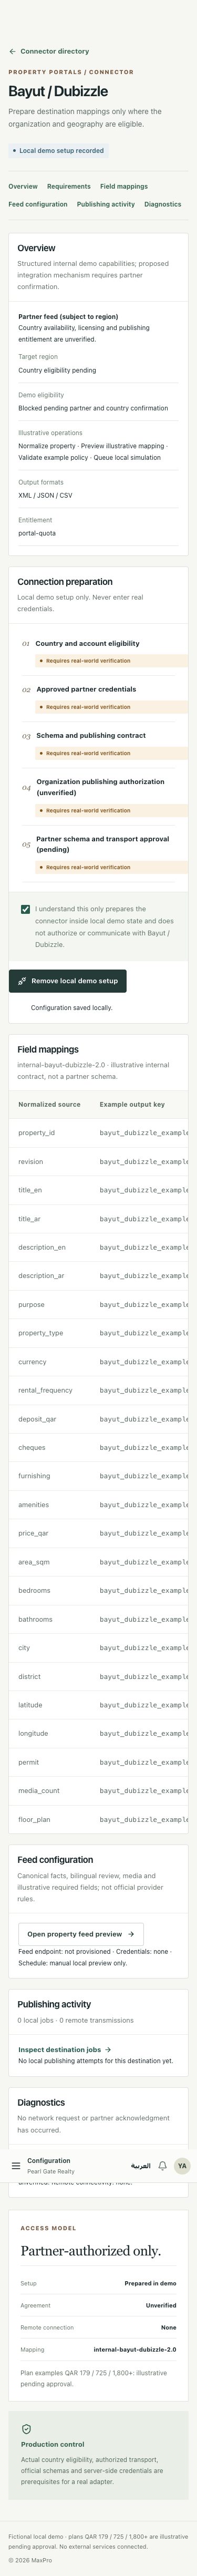 Connector directory
PROPERTY PORTALS / CONNECTOR
Bayut / Dubizzle
Prepare destination mappings only where the
organization and geography are eligible.
Local demo setup recorded
Overview Requirements Field mappings
Feed configuration Publishing activity Diagnostics
Overview
Structured internal demo capabilities; proposed
integration mechanism requires partner
confirmation.
Partner feed (subject to region)
Country availability, licensing and publishing
entitlement are unverified.
Target region
Country eligibility pending
Demo eligibility
Blocked pending partner and country confirmation
Illustrative operations
Normalize property · Preview illustrative mapping ·
Validate example policy · Queue local simulation
Output formats
XML / JSON / CSV
Entitlement
portal-quota
Connection preparation
Local demo setup only. Never enter real
credentials.
01 Country and account eligibility
Requires real-world verification
02 Approved partner credentials
Requires real-world verification
03 Schema and publishing contract
Requires real-world verification
04 Organization publishing authorization
(unverified)
Requires real-world verification
05 Partner schema and transport approval
(pending)
Requires real-world verification
I understand this only prepares the
connector inside local demo state and does
not authorize or communicate with Bayut /
Dubizzle.
Remove local demo setup
Configuration saved locally.
Field mappings
internal-bayut-dubizzle-2.0 · illustrative internal
contract, not a partner schema.
Normalized source Example output key
property_id bayut_dubizzle_example
revision bayut_dubizzle_example
title_en bayut_dubizzle_example
title_ar bayut_dubizzle_example
description_en bayut_dubizzle_example
description_ar bayut_dubizzle_example
purpose bayut_dubizzle_example
property_type bayut_dubizzle_example
currency bayut_dubizzle_example
rental_frequency bayut_dubizzle_example
deposit_qar bayut_dubizzle_example
cheques bayut_dubizzle_example
furnishing bayut_dubizzle_example
amenities bayut_dubizzle_example
price_qar bayut_dubizzle_example
area_sqm bayut_dubizzle_example
bedrooms bayut_dubizzle_example
bathrooms bayut_dubizzle_example
city bayut_dubizzle_example
district bayut_dubizzle_example
latitude bayut_dubizzle_example
longitude bayut_dubizzle_example
permit bayut_dubizzle_example
media_count bayut_dubizzle_example
floor_plan bayut_dubizzle_example
Feed configuration
Canonical facts, bilingual review, media and
illustrative required fields; not official provider
rules.
Open property feed preview
Feed endpoint: not provisioned · Credentials: none ·
Schedule: manual local preview only.
Publishing activity
0 local jobs · 0 remote transmissions
Inspect destination jobs
No local publishing attempts for this destination yet.
Diagnostics
No network request or partner acknowledgment
has occurred.
Configuration
Pearl Gate Realty
العربية
YA
ACCESS MODEL
Partner-authorized only.
Setup Prepared in demo
Agreement Unverified
Remote connection None
Mapping internal-bayut-dubizzle-2.0
Plan examples QAR 179 / 725 / 1,800+: illustrative
pending approval.
Production control
Actual country eligibility, authorized transport,
official schemas and server-side credentials are
prerequisites for a real adapter.
Fictional local demo · plans QAR 179 / 725 / 1,800+ are illustrative
pending approval. No external services connected.
© 2026 MaxPro